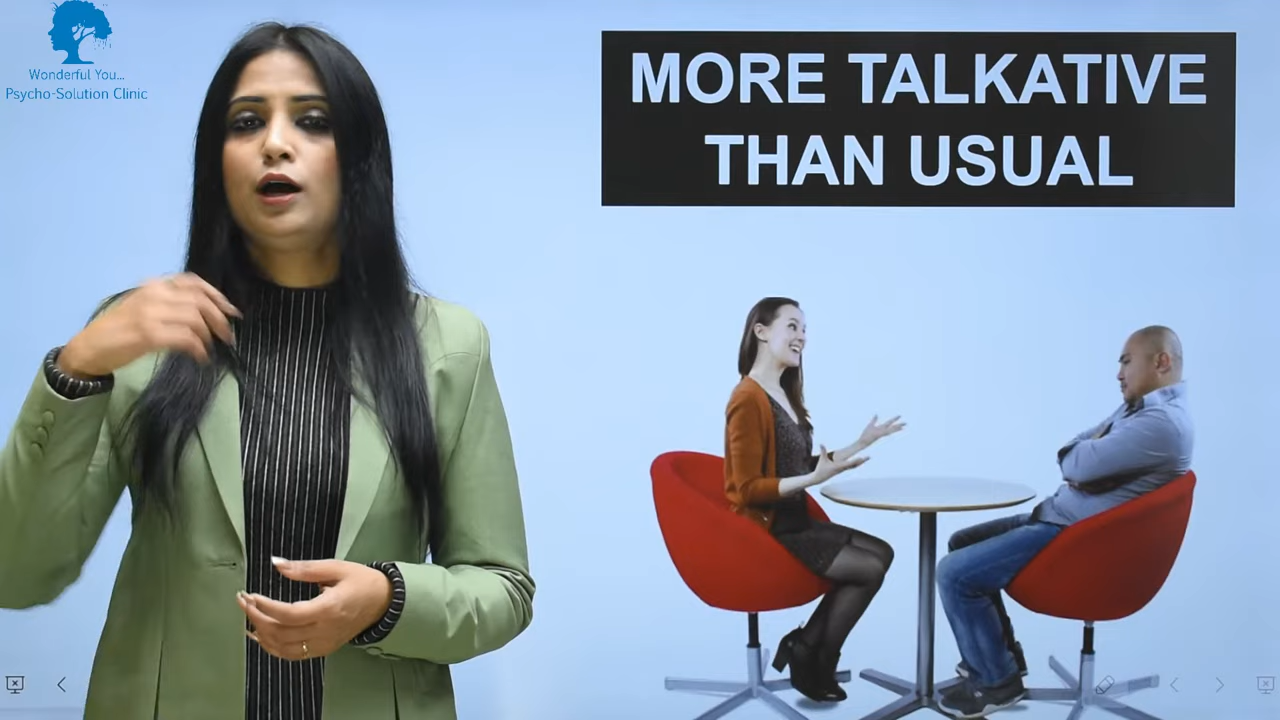 Wonderful You...
Psycho-Solution Clinic
MORE TALKATIVE
THAN USUAL